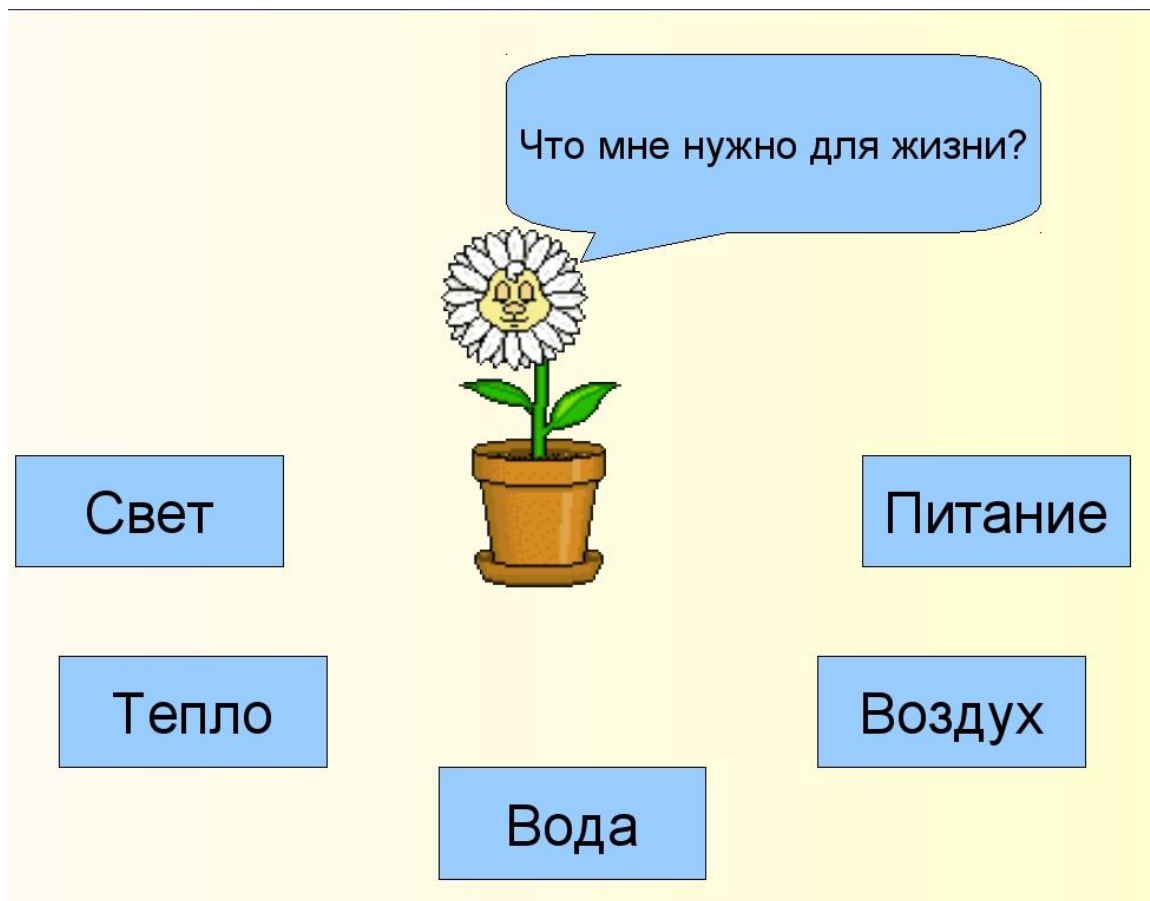 Что мне нужно для жизни?
Свет
Питание
Тепло
Воздух
Вода